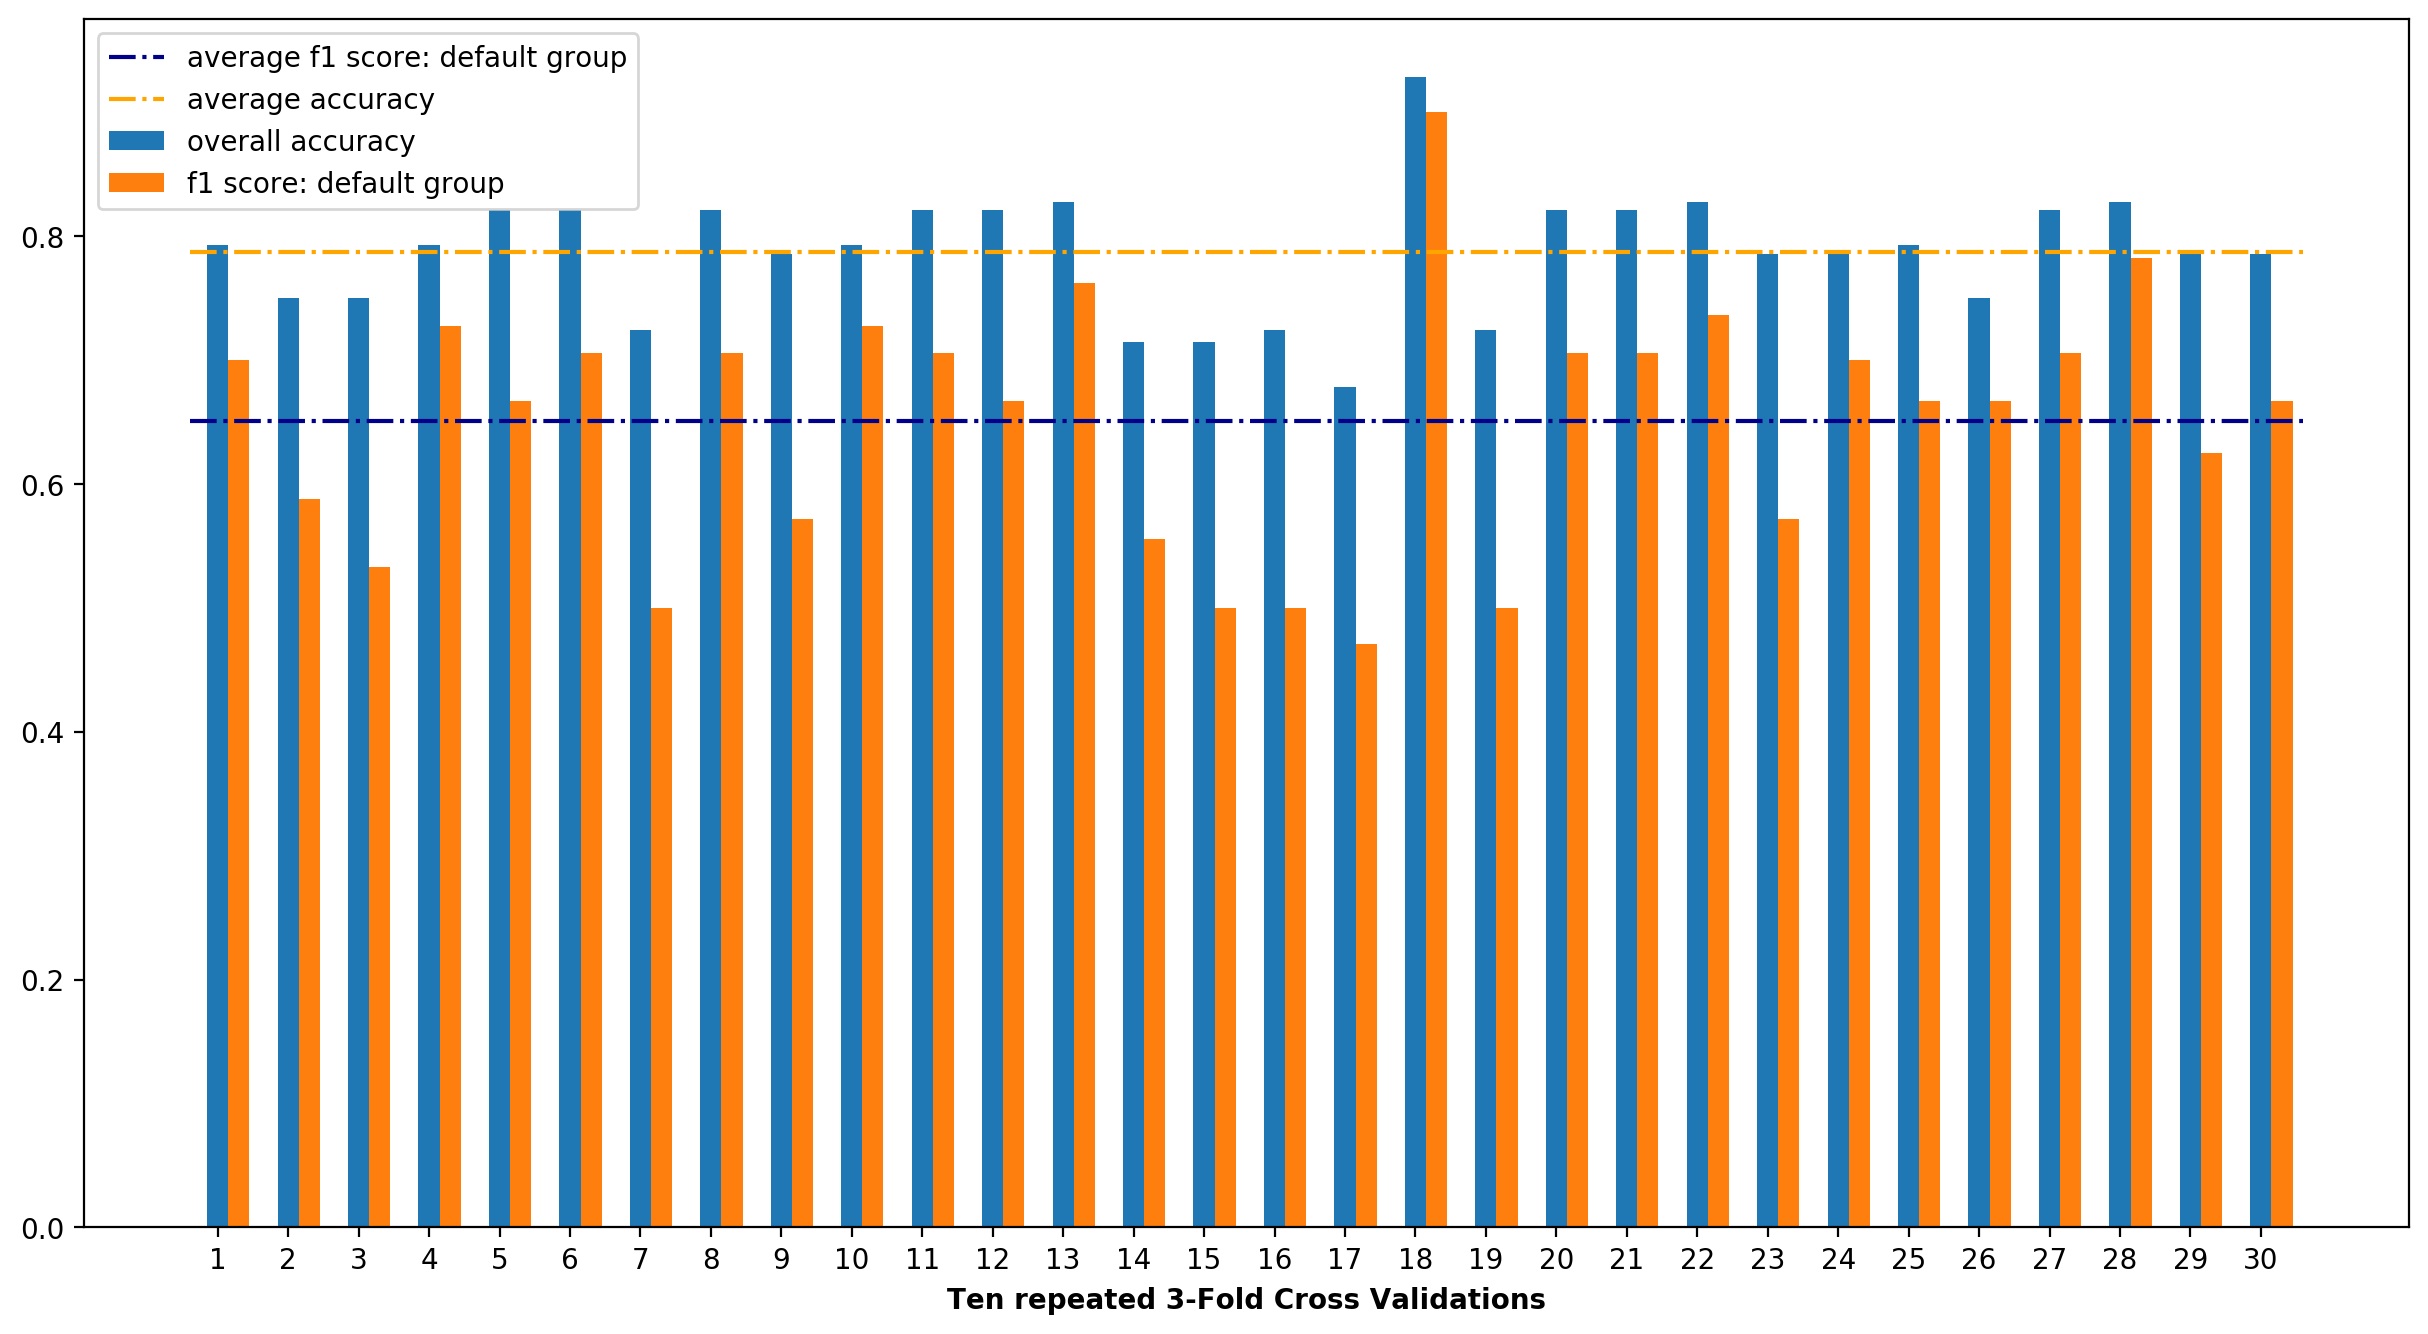 average f1 score: default group
average accuracy
overall accuracy
f1 score: default group
0.8
0.6
0.4
0.2
0.0
1 2 3 4 5 6 7 8 9 10 11 12 13 14 15 16 17 18 19 20 21 22 23 24 25 26 27 28 29 30
Ten repeated 3-Fold Cross Validations